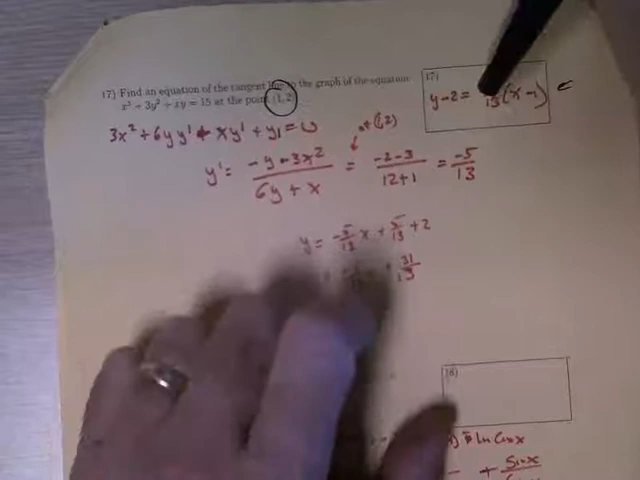 17) Find an equation of the tangent line to the graph of the equation
x³ + 3y² + xy = 15 at the point (1, 2)
17)
y-2= /13 (x-1)
3x²+6yy'+xy'+y=0
at (1,2)
y' = (-y-3x²)/(6y+x) = (-2-3)/(12+1) = -5/13
y = -5/13 x + 5/13 + 2
+ 31/13
18)
ln cos x
+ sin x